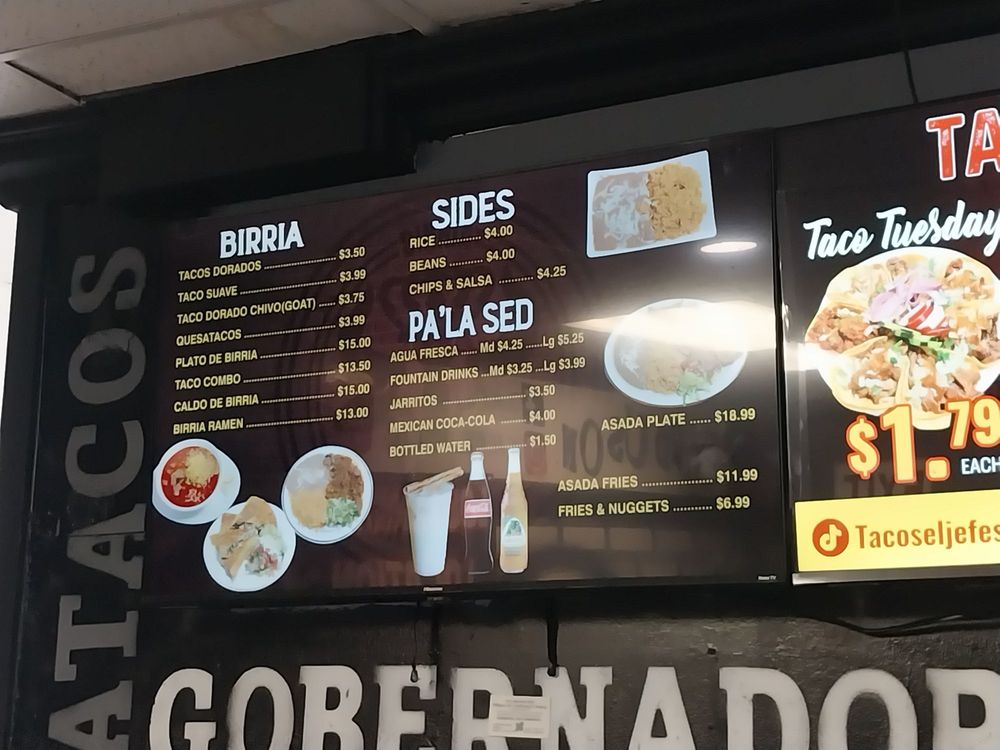 BIRRIA
TACOS DORADOS ........................ $3.50
TACO SUAVE ................................ $3.99
TACO DORADO CHIVO(GOAT) ...... $3.75
QUESATACOS ............................... $3.99
PLATO DE BIRRIA ........................ $15.00
TACO COMBO ............................... $13.50
CALDO DE BIRRIA ........................ $15.00
BIRRIA RAMEN ............................ $13.00
SIDES
RICE .............. $4.00
BEANS .......... $4.00
CHIPS & SALSA ........... $4.25
PA'LA SED
AGUA FRESCA ...... Md $4.25 ......Lg $5.25
FOUNTAIN DRINKS ...Md $3.25 ...Lg $3.99
JARRITOS ............................ $3.50
MEXICAN COCA-COLA ........ $4.00
BOTTLED WATER ................ $1.50
ASADA PLATE ...... $18.99
ASADA FRIES ...................... $11.99
FRIES & NUGGETS ........... $6.99
Coca-Cola
Hisense
Roku TV
TA
Taco Tuesday
$1.79
EACH
Tacoseljefes
ATACOS
GOBERNADOR